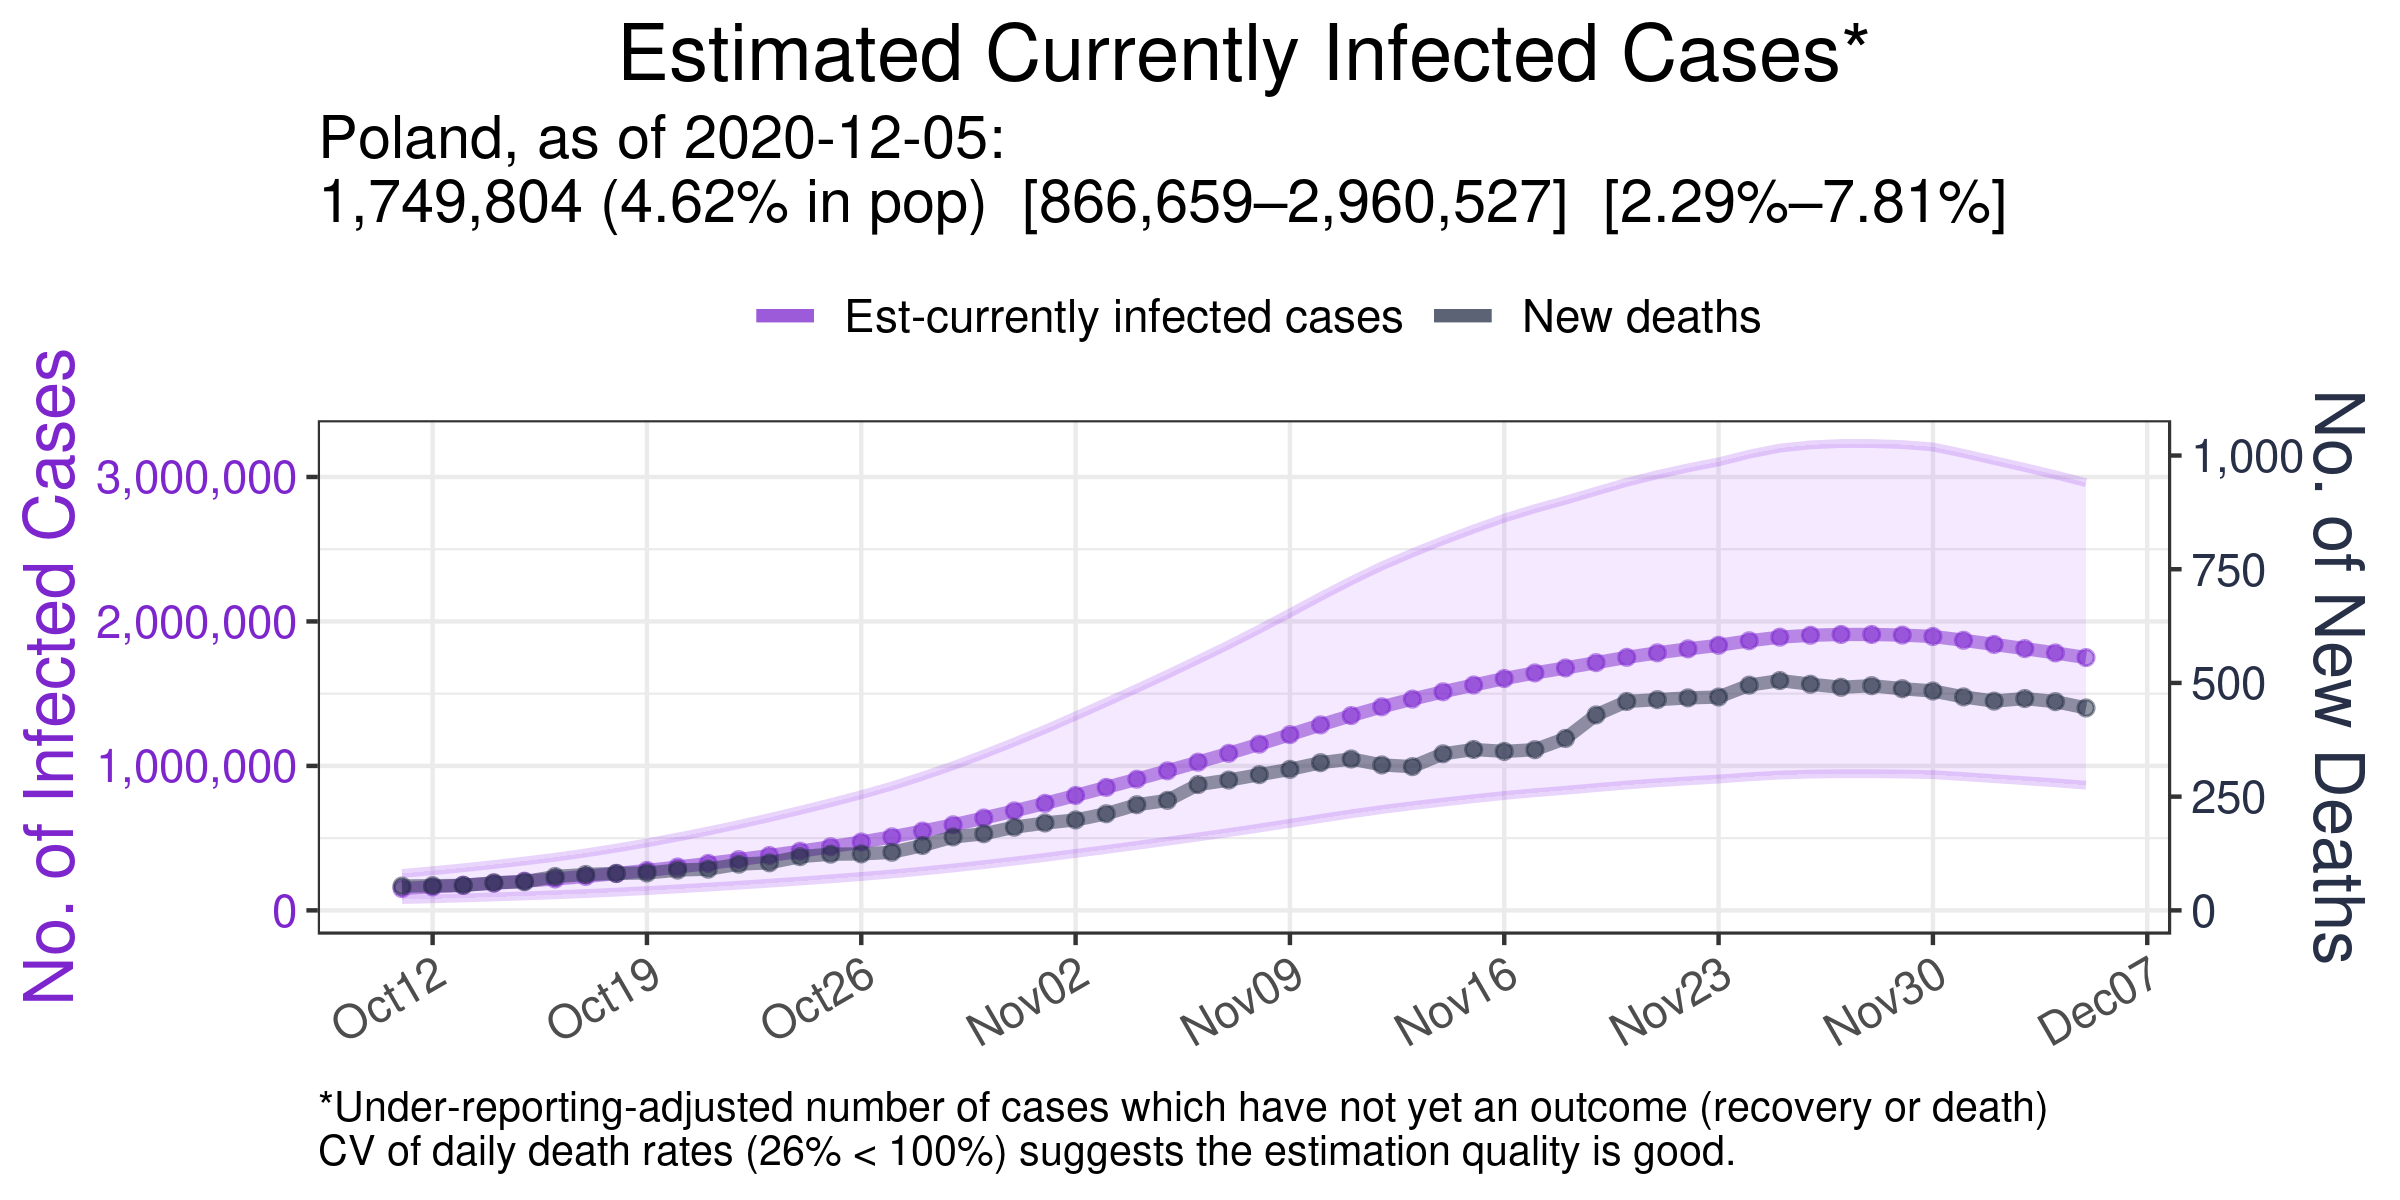 Estimated Currently Infected Cases*
Poland, as of 2020-12-05:
1,749,804 (4.62% in pop) [866,659–2,960,527] [2.29%–7.81%]
Est-currently infected cases New deaths
No. of Infected Cases
3,000,000
2,000,000
1,000,000
0
1,000
750
500
250
0
No. of New Deaths
Oct12 Oct19 Oct26 Nov02 Nov09 Nov16 Nov23 Nov30 Dec07
*Under-reporting-adjusted number of cases which have not yet an outcome (recovery or death)
CV of daily death rates (26% < 100%) suggests the estimation quality is good.